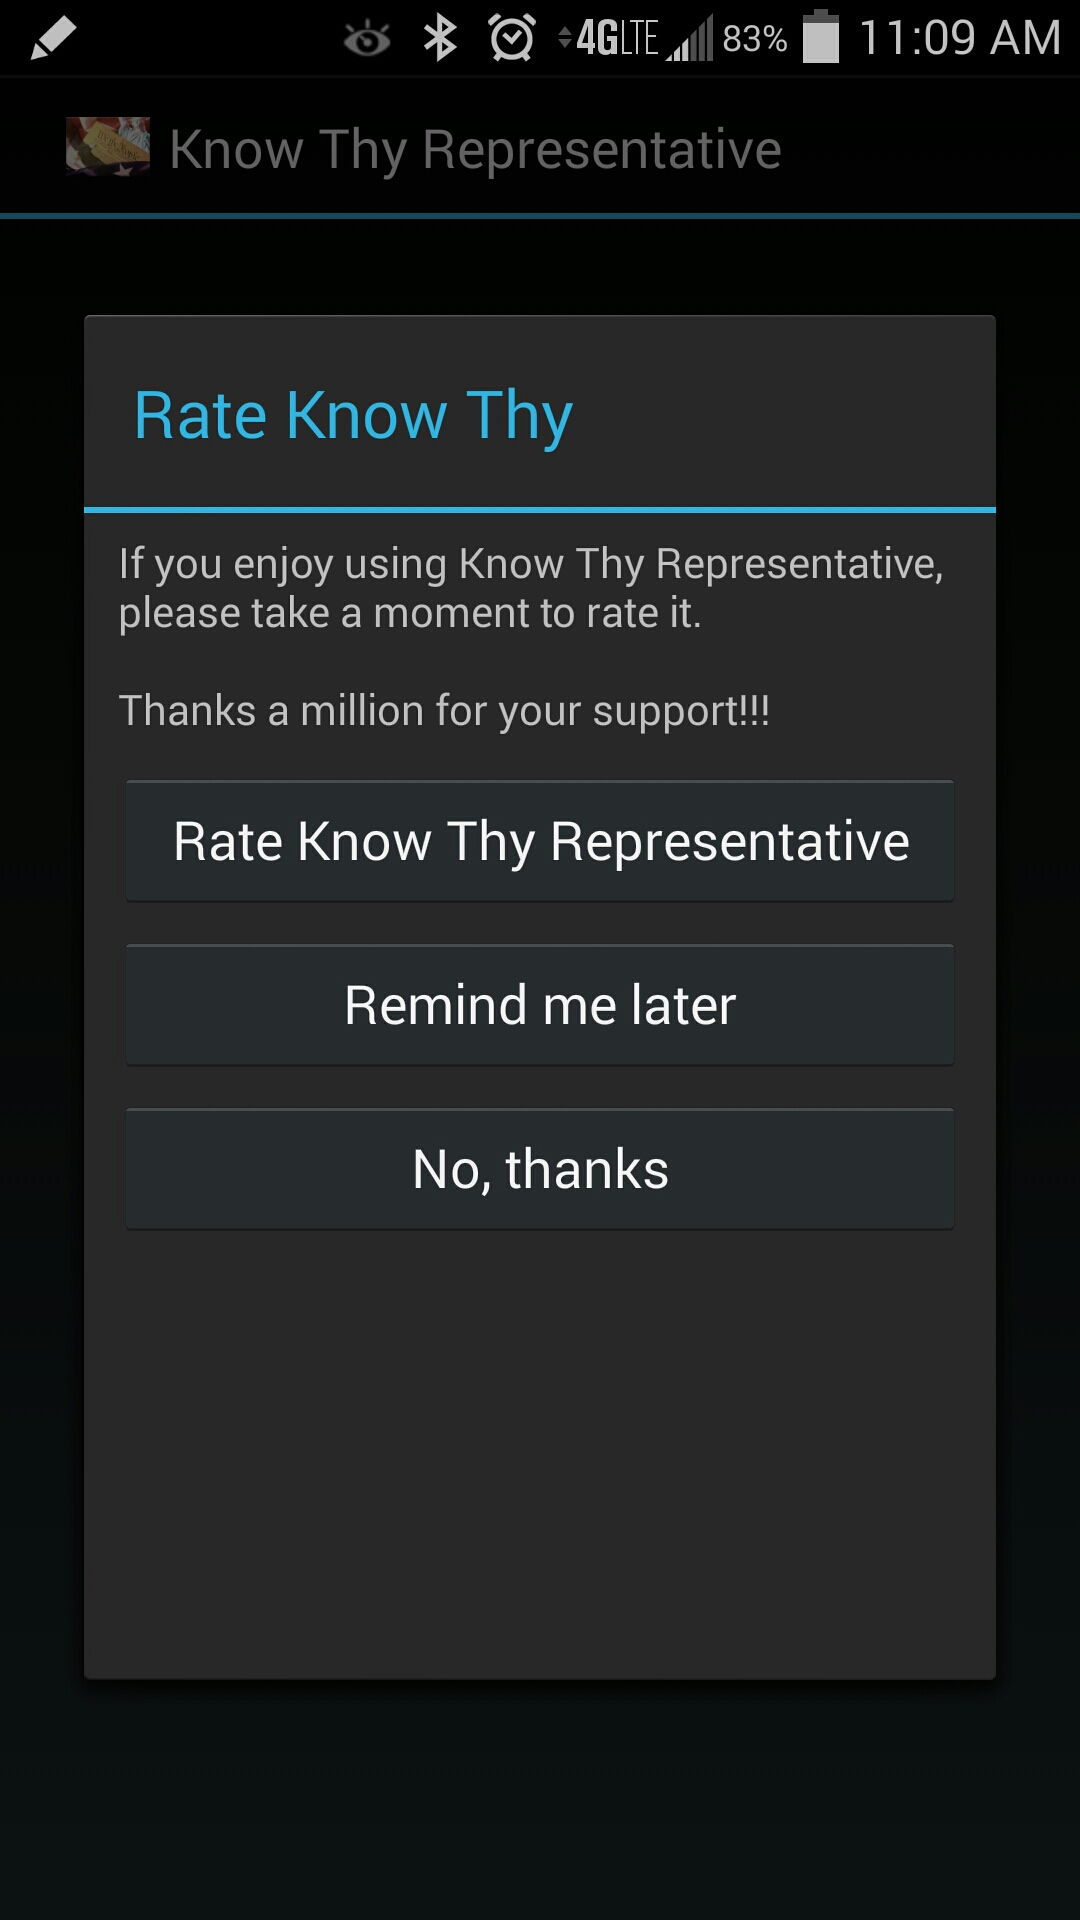 4GLTE 83% 11:09 AM
Know Thy Representative
Rate Know Thy
If you enjoy using Know Thy Representative,
please take a moment to rate it.
Thanks a million for your support!!!
Rate Know Thy Representative
Remind me later
No, thanks